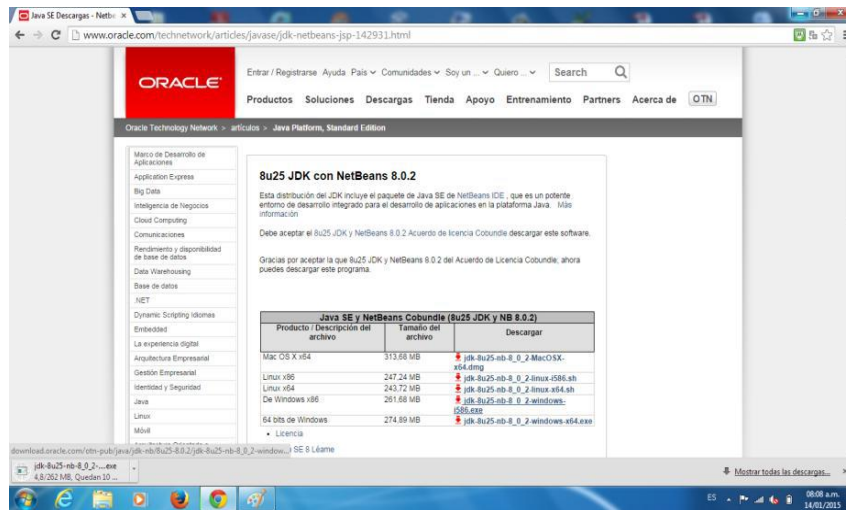 Java SE Descargas - Netbe
www.oracle.com/technetwork/articles/javase/jdk-netbeans-jsp-142931.html
ORACLE
Entrar / Registrarse Ayuda País Comunidades Soy un ... Quiero ... Search
Productos Soluciones Descargas Tienda Apoyo Entrenamiento Partners Acerca de OTN
Oracle Technology Network > artículos > Java Platform, Standard Edition
Marco de Desarrollo de
Aplicaciones
Application Express
Big Data
Inteligencia de Negocios
Cloud Computing
Comunicaciones
Rendimiento y disponibilidad
de base de datos
Data Warehousing
Base de datos
.NET
Dynamic Scripting Idiomas
Embedded
La experiencia digital
Arquitectura Empresarial
Gestión Empresarial
Identidad y Seguridad
Java
Linux
Móvil
8u25 JDK con NetBeans 8.0.2
Esta distribución del JDK incluye el paquete de Java SE de NetBeans IDE , que es un potente
entorno de desarrollo integrado para el desarrollo de aplicaciones en la plataforma Java. Más
información
Debe aceptar el 8u25 JDK y NetBeans 8.0.2 Acuerdo de licencia Cobundle descargar este software.
Gracias por aceptar la que 8u25 JDK y NetBeans 8.0.2 del Acuerdo de Licencia Cobundle; ahora
puedes descargar este programa.
Java SE y NetBeans Cobundle (8u25 JDK y NB 8.0.2)
Producto / Descripción del archivo Tamaño del archivo Descargar
Mac OS X x64 313,68 MB jdk-8u25-nb-8_0_2-MacOSX-x64.dmg
Linux x86 247,24 MB jdk-8u25-nb-8_0_2-linux-i586.sh
Linux x64 243,72 MB jdk-8u25-nb-8_0_2-linux-x64.sh
De Windows x86 261,68 MB jdk-8u25-nb-8_0_2-windows-i586.exe
64 bits de Windows 274,89 MB jdk-8u25-nb-8_0_2-windows-x64.exe
Licencia
SE 8 Léame
download.oracle.com/otn-pub/java/jdk-nb/8u25-8.0.2/jdk-8u25-nb-8_0_2-window...
jdk-8u25-nb-8_0_2-....exe
4,8/262 MB, Quedan 10 ...
Mostrar todas las descargas...
ES
08:08 a.m.
14/01/2015